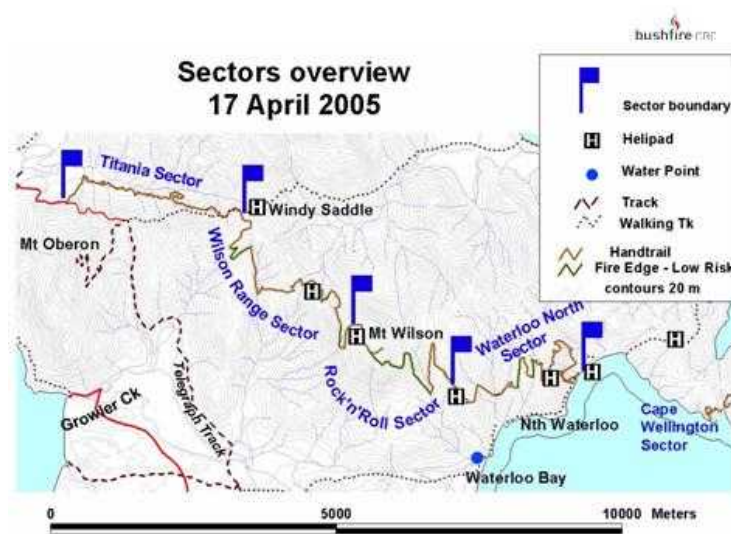 bushfire CRC
Sectors overview
17 April 2005
Sector boundary
Helipad
Water Point
Track
Walking Tk
Handtrail
Fire Edge - Low Risk
contours 20 m
H
Titania Sector
H
Windy Saddle
Mt Oberon
Wilson Range Sector
H
H
Mt Wilson
Waterloo North
Sector
H
Rock'n'Roll Sector
H
H
H
Growler Ck
Telegraph Track
Nth Waterloo
Cape
Wellington
Sector
Waterloo Bay
0
5000
10000 Meters